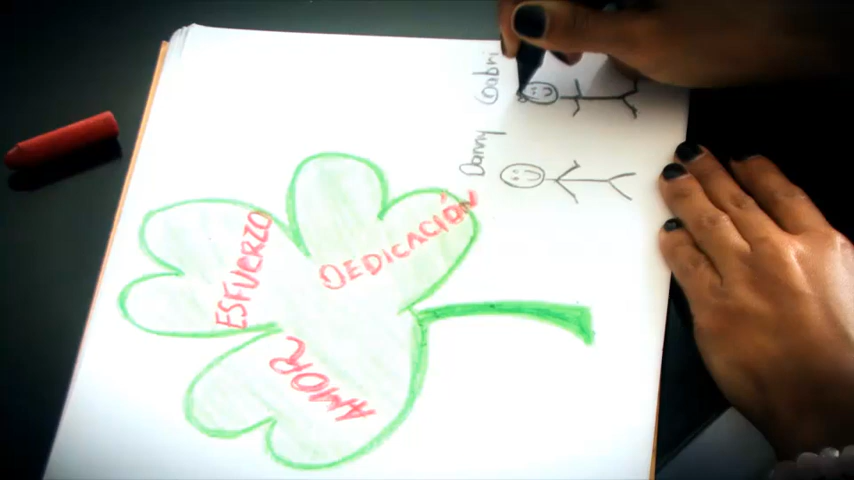 Gabri
Danny
ESFUERZO
DEDICACIÓN
AMOR